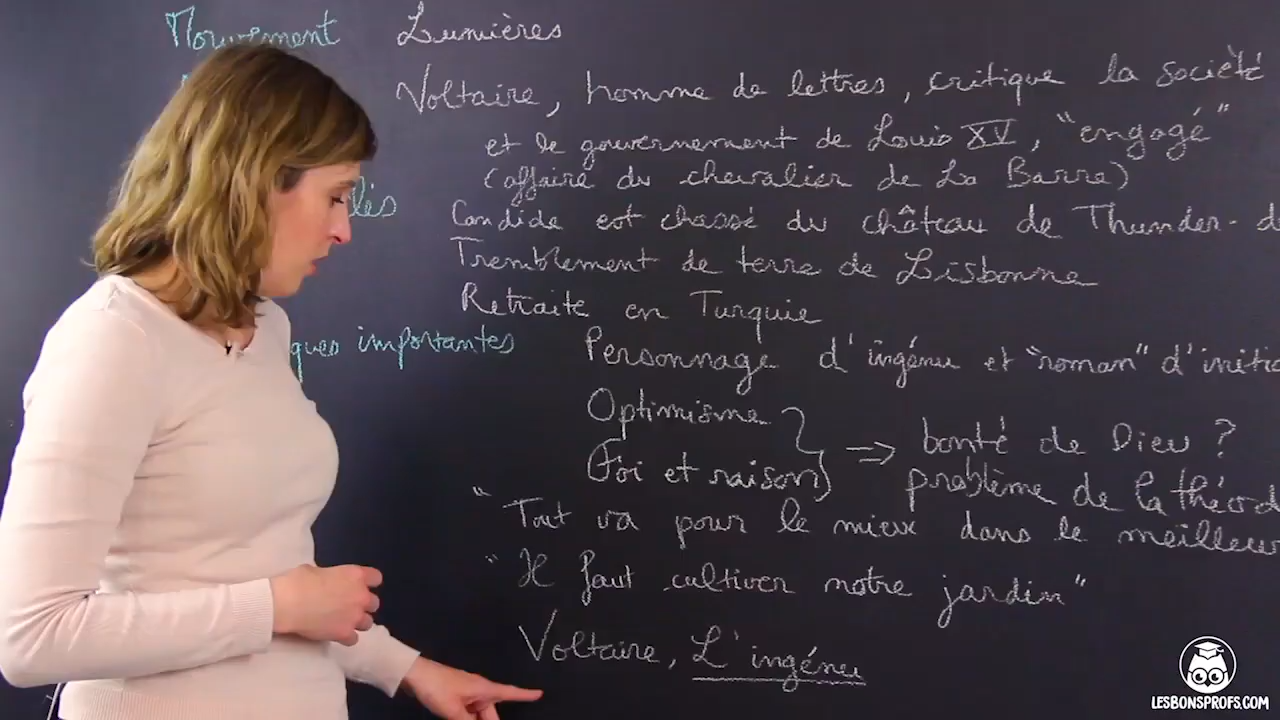 Mouvement Lumières
Voltaire, homme de lettres, critique la société
et le gouvernement de Louis XV, "engagé"
(affaire du chevalier de La Barre)
lés Candide est chassé du château de Thunder-
Tremblement de terre de Lisbonne
Retraite en Turquie
ques importantes Personnage d'ingénu et "roman" d'initia
Optimisme
Foi et raison } => bonté de Dieu ?
problème de la théod
"Tout va pour le mieux dans le meilleur
"Il faut cultiver notre jardin"
Voltaire, L'ingénu
LESBONSPROFS.COM